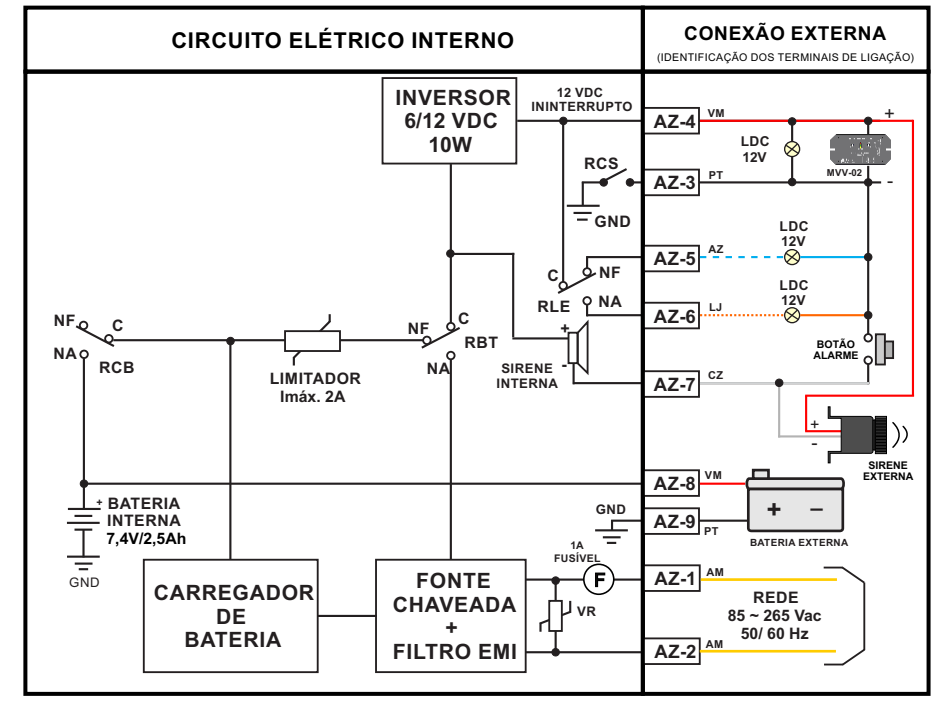 CIRCUITO ELÉTRICO INTERNO
CONEXÃO EXTERNA
(IDENTIFICAÇÃO DOS TERMINAIS DE LIGAÇÃO)
INVERSOR
6/12 VDC
10W
12 VDC
ININTERRUPTO
AZ-4
VM
+
LDC
12V
MVV-02
RCS
AZ-3
PT
-
GND
LDC
12V
AZ-5
AZ
C
NF
RLE
NA
LDC
12V
AZ-6
LJ
NF
C
NA
RCB
LIMITADOR
Imáx. 2A
NF
C
RBT
NA
+
-
SIRENE
INTERNA
BOTÃO
ALARME
AZ-7
CZ
+
-
SIRENE
EXTERNA
AZ-8
VM
+
BATERIA
INTERNA
7,4V/2,5Ah
GND
GND
AZ-9
PT
+ -
BATERIA EXTERNA
CARREGADOR
DE
BATERIA
FONTE
CHAVEADA
+
FILTRO EMI
1A
FUSÍVEL
F
VR
AZ-1
AM
REDE
85 ~ 265 Vac
50/ 60 Hz
AZ-2
AM